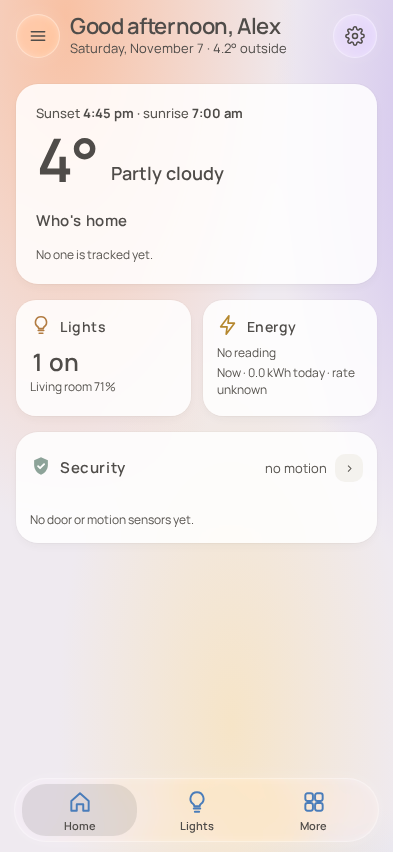 Good afternoon, Alex
Saturday, November 7 · 4.2° outside
Sunset 4:45 pm · sunrise 7:00 am
4° Partly cloudy
Who's home
No one is tracked yet.
Lights
1 on
Living room 71%
Energy
No reading
Now · 0.0 kWh today · rate
unknown
Security
no motion
No door or motion sensors yet.
Home
Lights
More